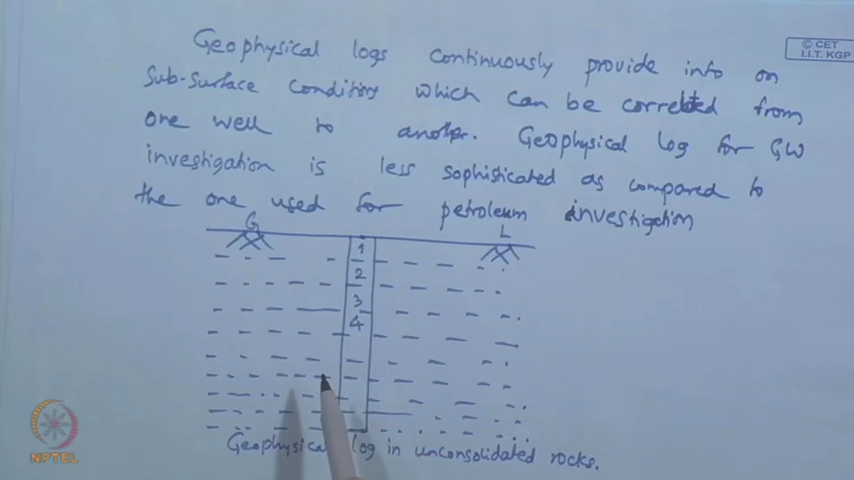 © CET
I.I.T. KGP
Geophysical logs continuously provide info on
Sub-Surface Conditions which can be correlated from
one well to another. Geophysical log for GW
investigation is less sophisticated as compared to
the one used for petroleum investigation
G L
1
2
3
4
Geophysical log in unconsolidated rocks.
NPTEL